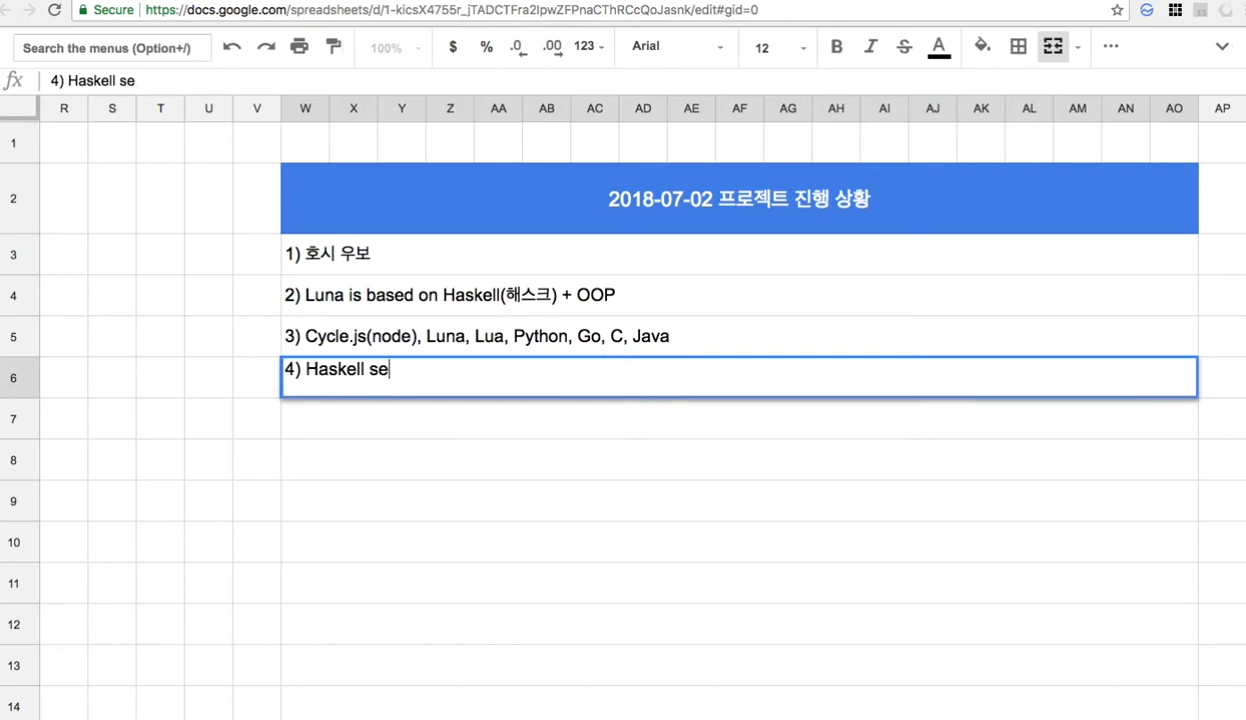 Secure https://docs.google.com/spreadsheets/d/1-kicsX4755r_jTADCTFra2lpwZFPnaCThRCcQoJasnk/edit#gid=0
Search the menus (Option+/) 100% $ % .0 .00 123 Arial 12 B I S A
fx 4) Haskell se
R S T U V W X Y Z AA AB AC AD AE AF AG AH AI AJ AK AL AM AN AO AP
1
2 2018-07-02 프로젝트 진행 상황
3 1) 호시 우보
4 2) Luna is based on Haskell(해스크) + OOP
5 3) Cycle.js(node), Luna, Lua, Python, Go, C, Java
6 4) Haskell se
7
8
9
10
11
12
13
14